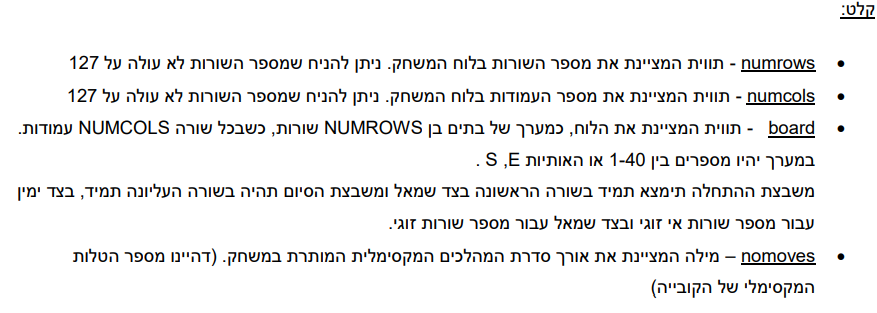 קלט:
numrows - תווית המציינת את מספר השורות בלוח המשחק. ניתן להניח שמספר השורות לא עולה על 127
numcols - תווית המציינת את מספר העמודות בלוח המשחק. ניתן להניח שמספר השורות לא עולה על 127
board - תווית המציינת את הלוח, כמערך של בתים בן NUMROWS שורות, כשבכל שורה NUMCOLS עמודות.
במערך יהיו מספרים בין 1-40 או האותיות S ,E .
משבצת ההתחלה תימצא תמיד בשורה הראשונה בצד שמאל ומשבצת הסיום תהיה בשורה העליונה תמיד, בצד ימין
עבור מספר שורות אי זוגי ובצד שמאל עבור מספר שורות זוגי.
nomoves – מילה המציינת את אורך סדרת המהלכים המקסימלית המותרת במשחק. (דהיינו מספר הטלות
המקסימלי של הקובייה)